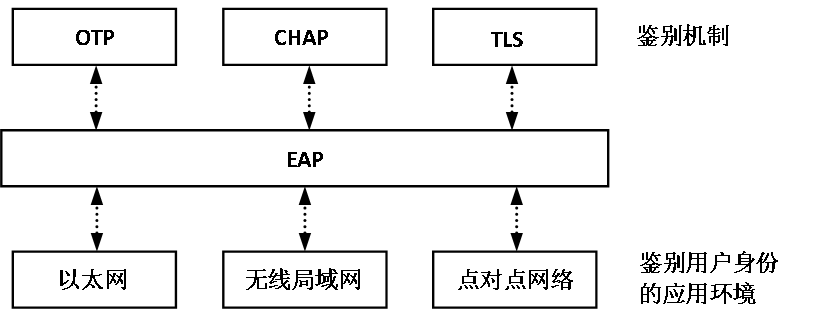 OTP
CHAP
TLS
鉴别机制
EAP
以太网
无线局域网
点对点网络
鉴别用户身份
的应用环境